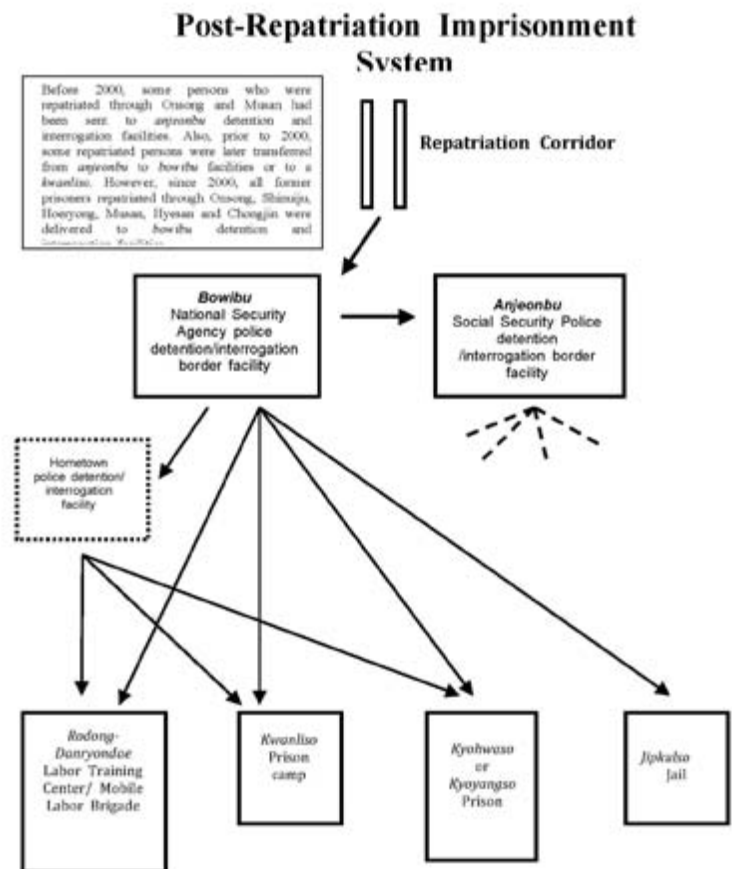 Post-Repatriation Imprisonment
System
Before 2000, some persons who were
repatriated through Onsong and Musan had
been sent to anjeonbu detention and
interrogation facilities. Also, prior to 2000,
some repatriated persons were later transferred
from anjeonbu to bowibu facilities or to a
kwanliso. However, since 2000, all former
prisoners repatriated through Onsong, Shinuiju,
Hoeryong, Musan, Hyesan and Chongjin were
delivered to bowibu detention and
Repatriation Corridor
Bowibu
National Security
Agency police
detention/interrogation
border facility
Anjeonbu
Social Security Police
detention
/interrogation border
facility
Hometown
police detention/
interrogation
facility
Rodong-
Danryondae
Labor Training
Center/ Mobile
Labor Brigade
Kwanliso
Prison
camp
Kyohwaso
or
Kyoyangso
Prison
Jipkulso
Jail